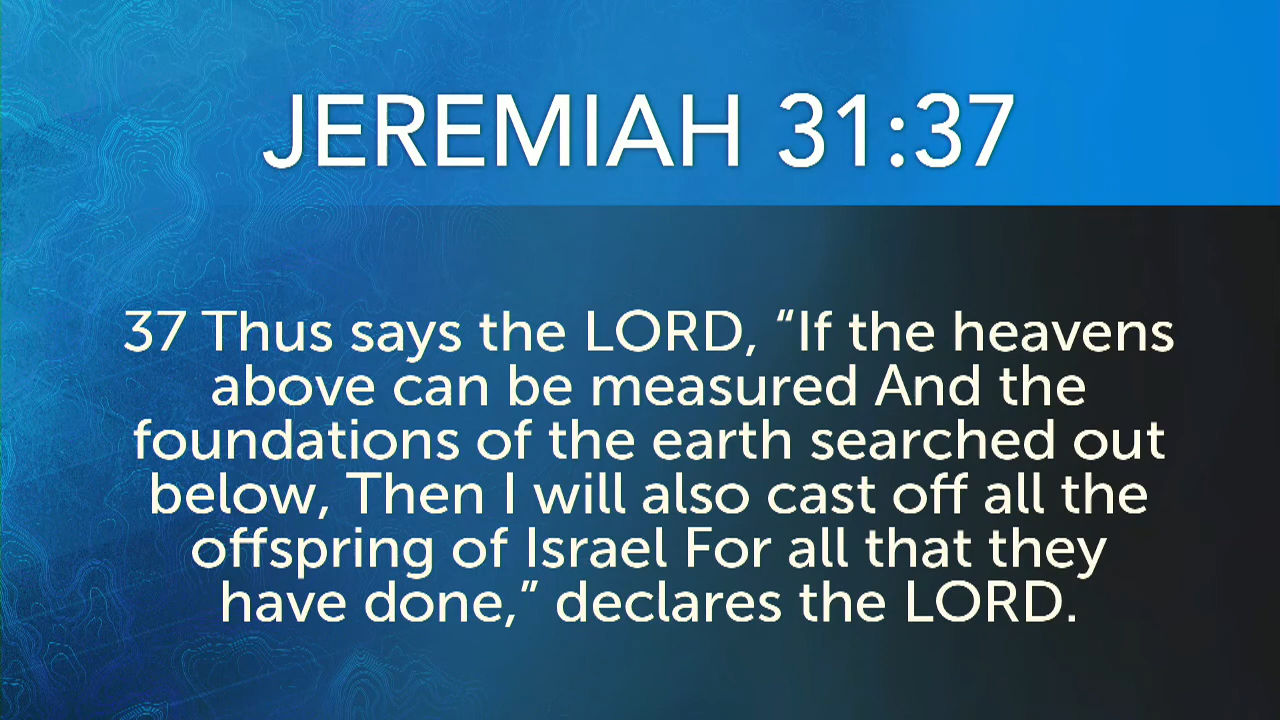 JEREMIAH 31:37
37 Thus says the LORD, “If the heavens
above can be measured And the
foundations of the earth searched out
below, Then I will also cast off all the
offspring of Israel For all that they
have done,” declares the LORD.